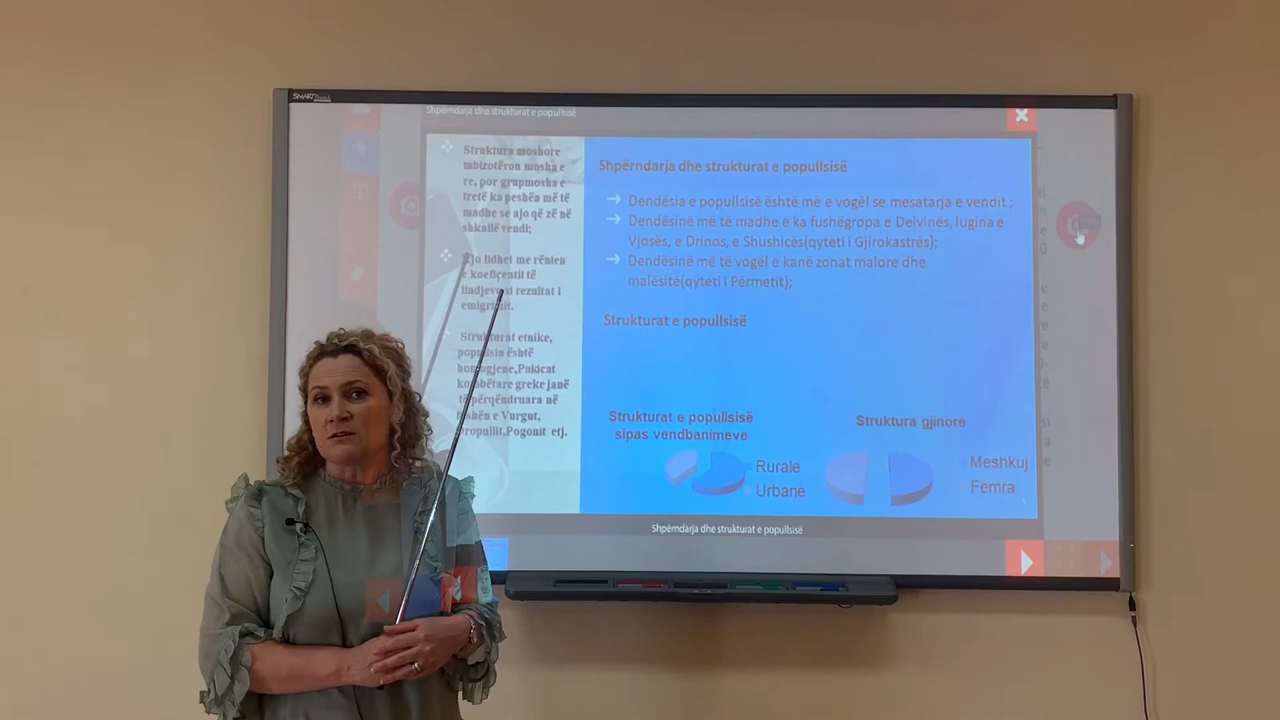 SMART
Shpërndarja dhe strukturat e popullsisë
Struktura moshore
mbizotëron mosha e
re, por grupmosha e
tretë ka peshën më të
madhe se ajo që zë në
shkallë vendi;
Kjo lidhet me rënien
e koeficentit të
lindjeve si rezultat i
emigrimit.
Strukturat etnike,
popullsia është
homogjene,Pakicat
kombëtare greke janë
të përqëndruara në
fushën e Vurgut,
Dropullit,Pogonit etj.
Shpërndarja dhe strukturat e popullsisë
Dendësia e popullsisë është më e vogël se mesatarja e vendit ;
Dendësinë më të madhe e ka fushëgropa e Delvinës, lugina e
Vjosës, e Drinos, e Shushicës(qyteti i Gjirokastrës);
Dendësinë më të vogël e kanë zonat malore dhe
malësitë(qyteti i Përmetit);
Strukturat e popullsisë
Strukturat e popullsisë
sipas vendbanimeve
Rurale
Urbane
Struktura gjinore
Meshkuj
Femra
Shpërndarja dhe strukturat e popullsisë